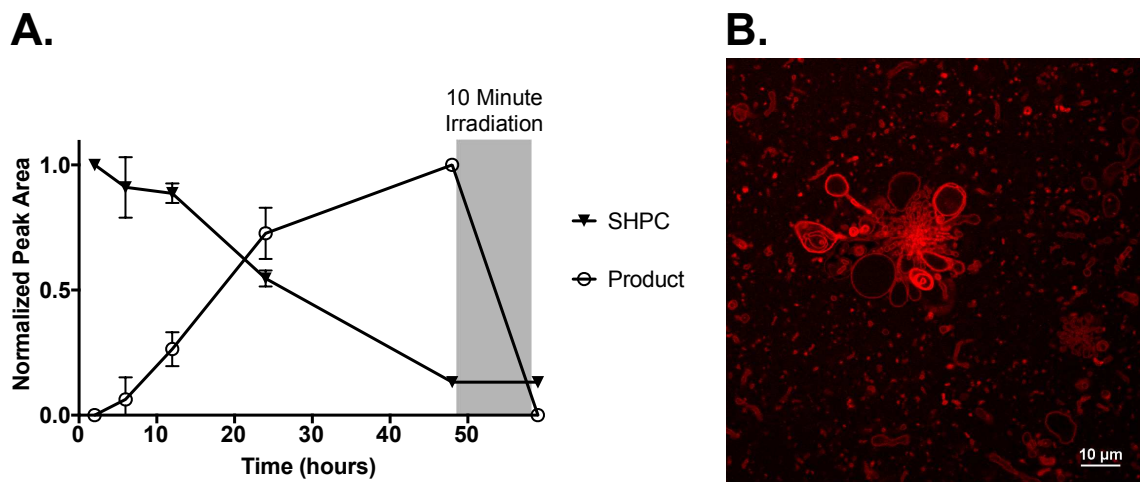 A.
10 Minute
Irradiation
Normalized Peak Area
1.0
0.5
0.0
0 10 20 30 40 50
Time (hours)
SHPC
Product
B.
10 µm